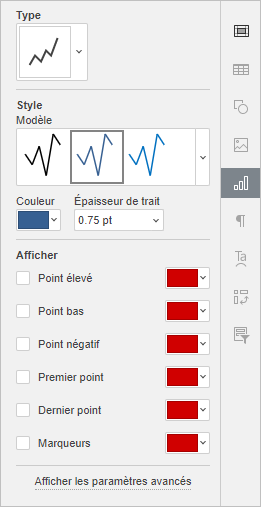 Type
Style
Modèle
Couleur Épaisseur de trait
0.75 pt
Afficher
Point élevé
Point bas
Point négatif
Premier point
Dernier point
Marqueurs
Afficher les paramètres avancés
Ta